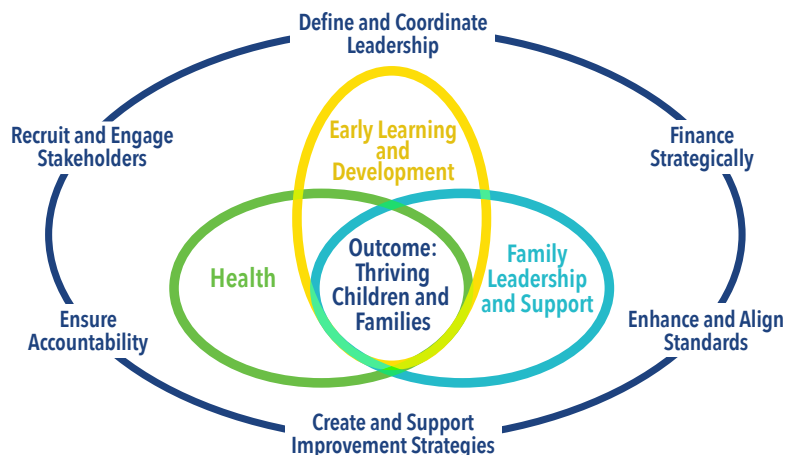 Define and Coordinate
Leadership
Recruit and Engage
Stakeholders
Finance
Strategically
Early Learning
and
Development
Health
Outcome:
Thriving
Children and
Families
Family
Leadership
and Support
Ensure
Accountability
Enhance and Align
Standards
Create and Support
Improvement Strategies